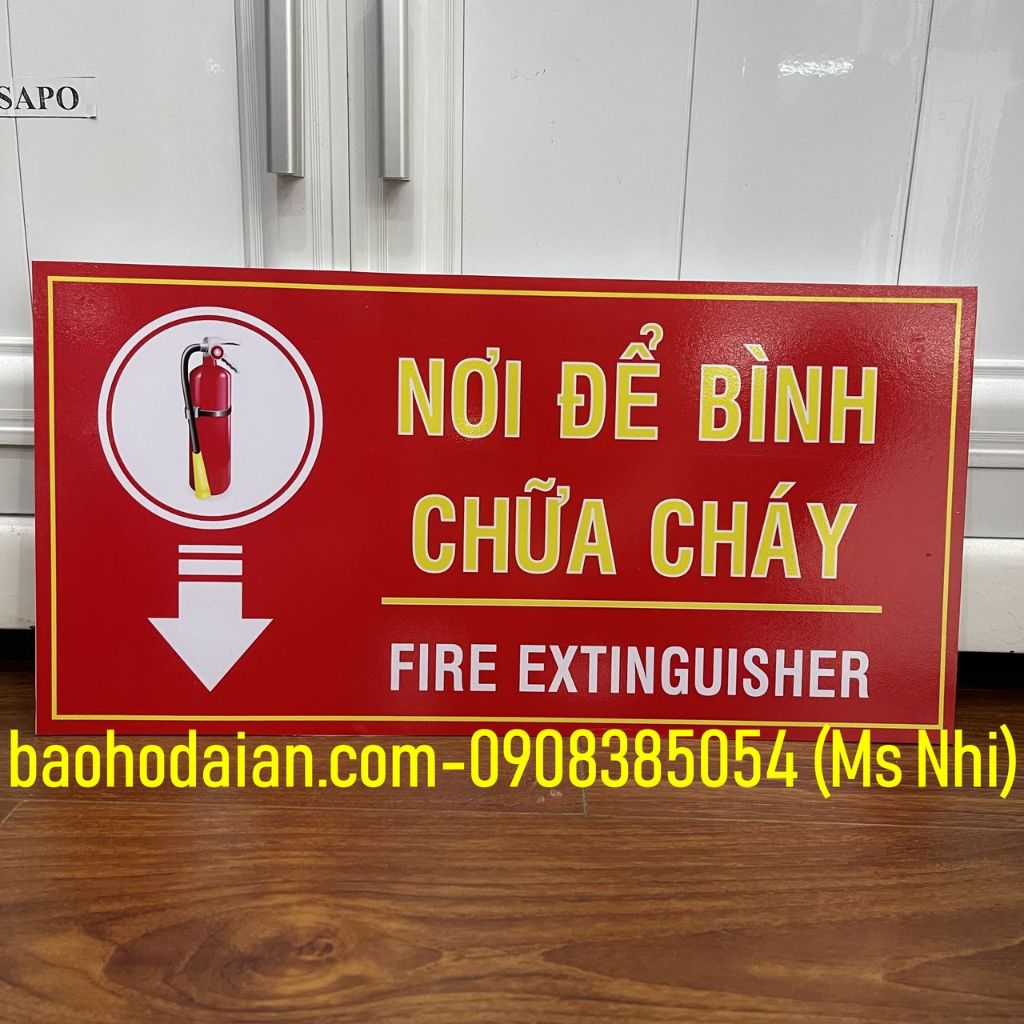 SAPO
NƠI ĐỂ BÌNH
CHỮA CHÁY
FIRE EXTINGUISHER
baohodaian.com-0908385054 (Ms Nhi)